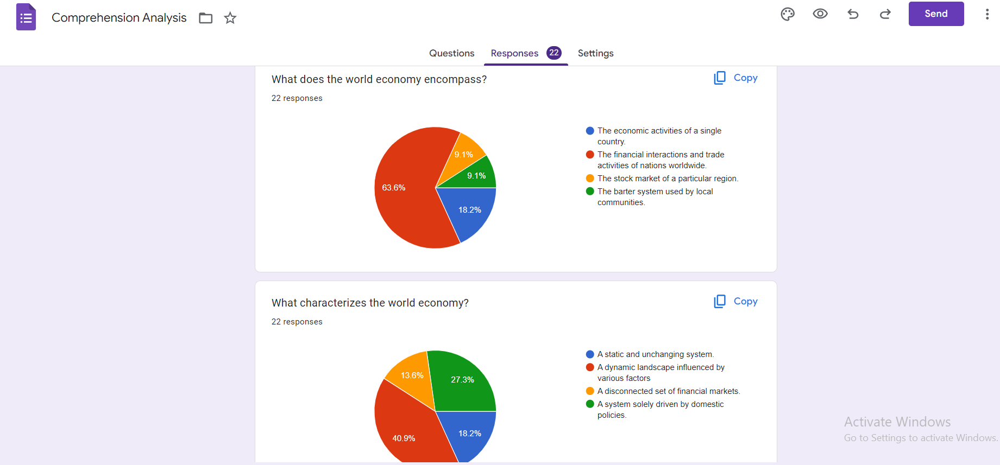 Comprehension Analysis
Send
Questions
Responses 22
Settings
What does the world economy encompass?
Copy
22 responses
63.6%
9.1%
9.1%
18.2%
The economic activities of a single
country.
The financial interactions and trade
activities of nations worldwide.
The stock market of a particular region.
The barter system used by local
communities.
What characterizes the world economy?
Copy
22 responses
13.6%
27.3%
40.9%
18.2%
A static and unchanging system.
A dynamic landscape influenced by
various factors
A disconnected set of financial markets.
A system solely driven by domestic
policies.
Activate Windows
Go to Settings to activate Windows.